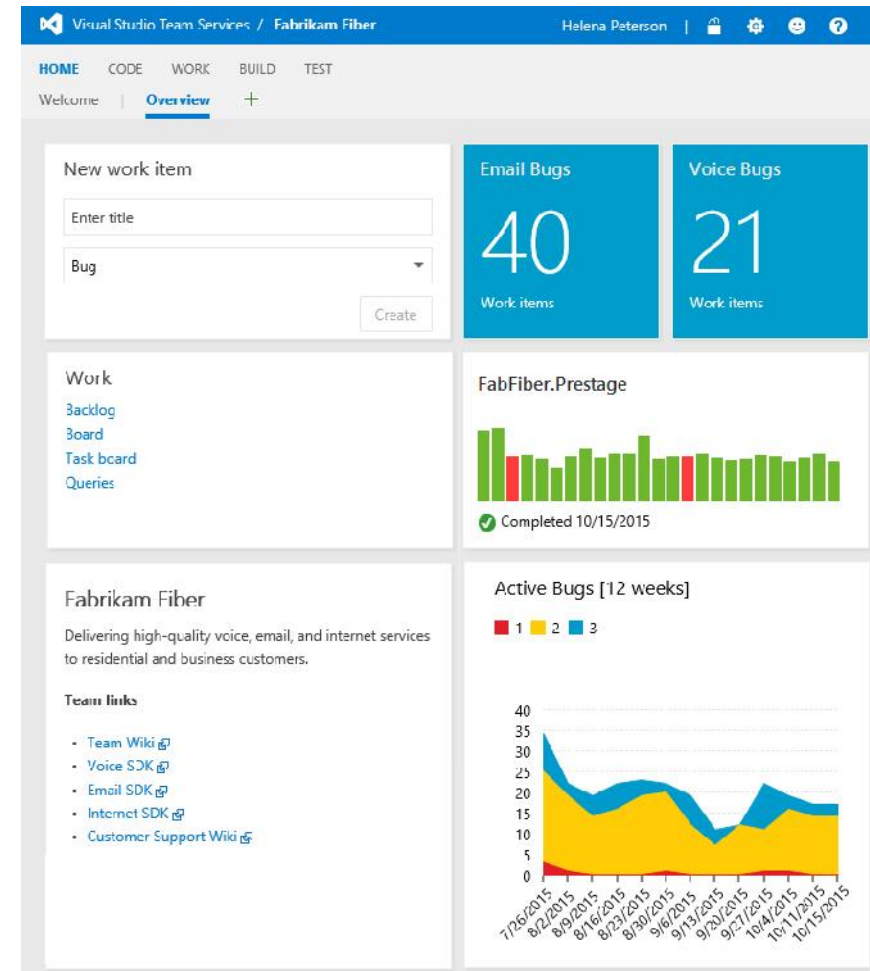 Visual Studio Team Services / Fabrikam Fiber
Helena Peterson |
HOME CODE WORK BUILD TEST
Welcome | Overview +
New work item
Enter title
Bug
Create
Email Bugs
40
Work items
Voice Bugs
21
Work items
Work
Backlog
Board
Task board
Queries
FabFiber.Prestage
Completed 10/15/2015
Fabrikam Fiber
Delivering high-quality voice, email, and internet services
to residential and business customers.
Team links
• Team Wiki
• Voice SDK
• Email SDK
• Internet SDK
• Customer Support Wiki
Active Bugs [12 weeks]
1 2 3
40
35
30
25
20
15
10
5
0
7/26/2015
8/2/2015
8/9/2015
8/16/2015
8/23/2015
8/30/2015
9/6/2015
9/13/2015
9/20/2015
9/27/2015
10/4/2015
10/11/2015
10/15/2015